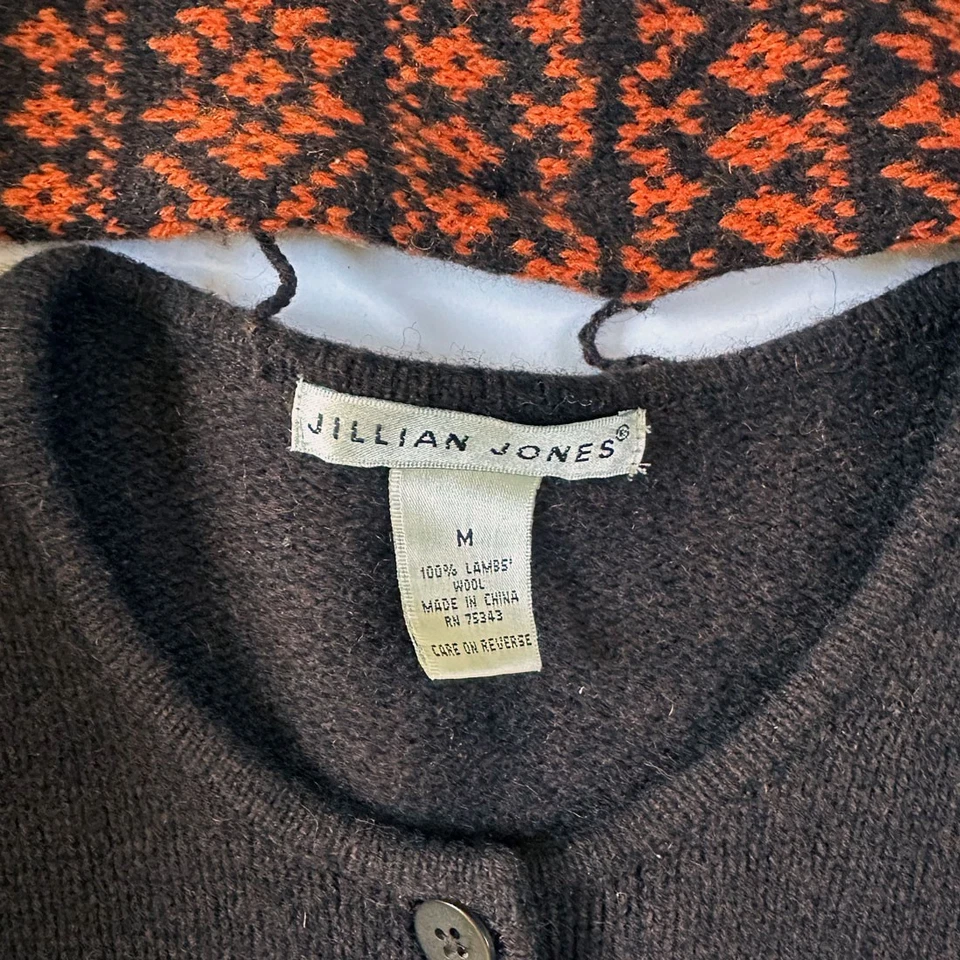 JILLIAN JONES®
M
100% LAMBS'
WOOL
MADE IN CHINA
RN 75343
CARE ON REVERSE